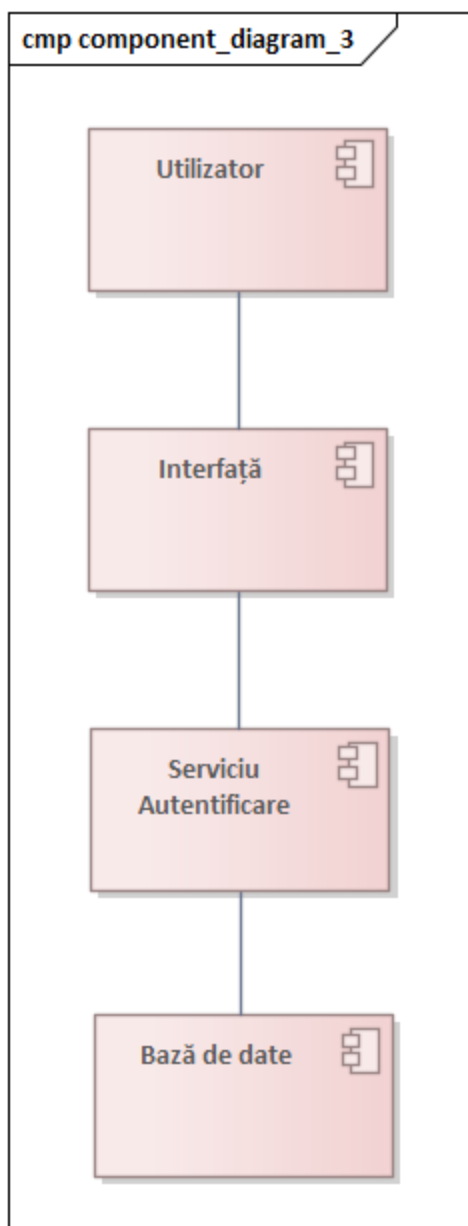 cmp component_diagram_3
Utilizator
Interfață
Serviciu
Autentificare
Bază de date